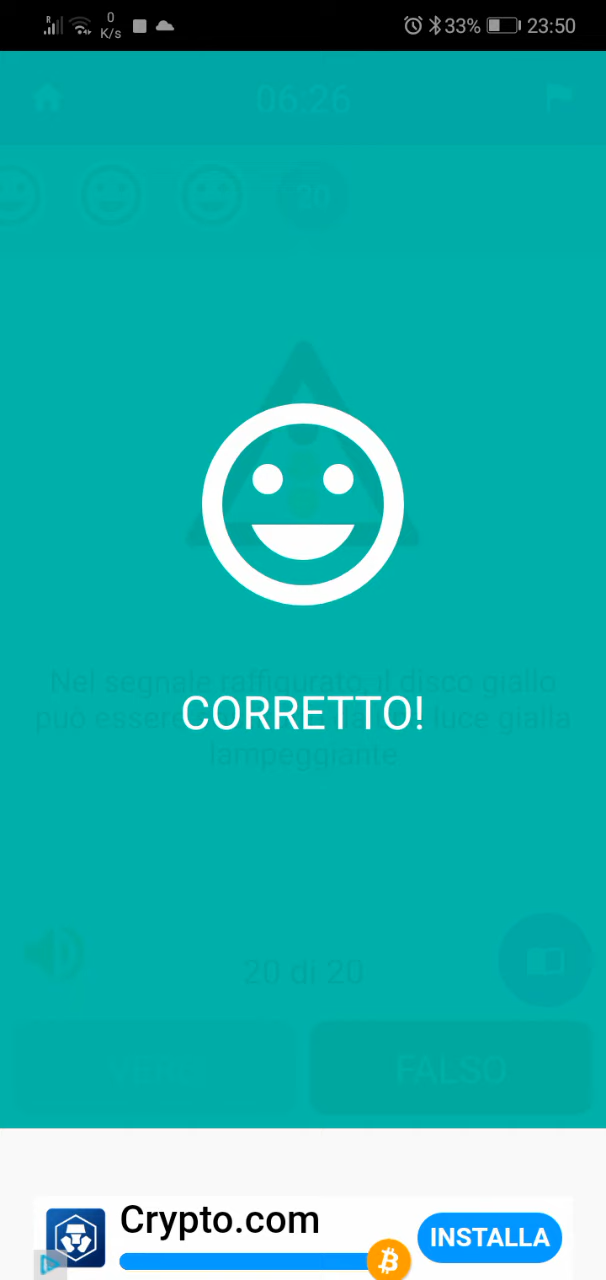 R
0
K/s
33%
23:50
06:26
20
Nel segnale raffigurato, il disco giallo
può essere luce gialla
lampeggiante
CORRETTO!
20 di 20
FALSO
Crypto.com
INSTALLA